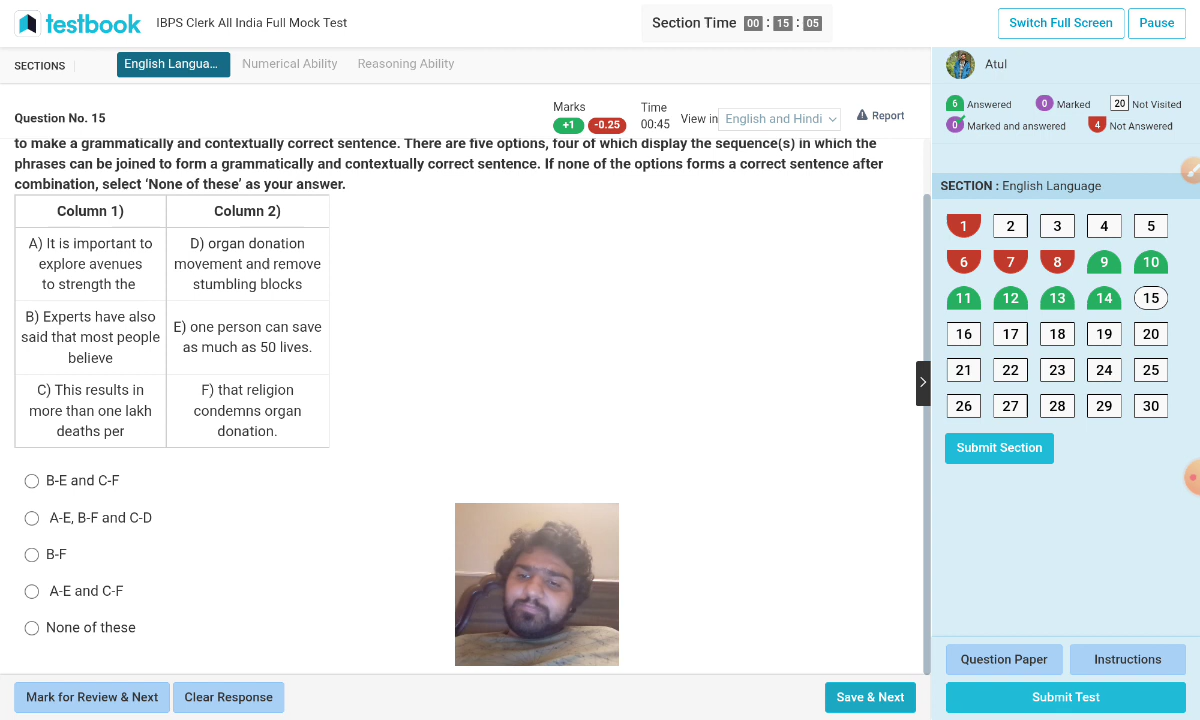 testbook IBPS Clerk All India Full Mock Test Section Time 00 : 15 : 05 Switch Full Screen Pause
SECTIONS English Langua... Numerical Ability Reasoning Ability
Atul
Question No. 15 Marks +1 -0.25 Time 00:45 View in English and Hindi Report
6 Answered 0 Marked 20 Not Visited
0 Marked and answered 4 Not Answered
to make a grammatically and contextually correct sentence. There are five options, four of which display the sequence(s) in which the
phrases can be joined to form a grammatically and contextually correct sentence. If none of the options forms a correct sentence after
combination, select ‘None of these’ as your answer.
Column 1) Column 2)
A) It is important to
explore avenues
to strength the
D) organ donation
movement and remove
stumbling blocks
B) Experts have also
said that most people
believe
E) one person can save
as much as 50 lives.
C) This results in
more than one lakh
deaths per
F) that religion
condemns organ
donation.
B-E and C-F
A-E, B-F and C-D
B-F
A-E and C-F
None of these
Mark for Review & Next Clear Response Save & Next
SECTION : English Language
1 2 3 4 5
6 7 8 9 10
11 12 13 14 15
16 17 18 19 20
21 22 23 24 25
26 27 28 29 30
Submit Section
Question Paper Instructions
Submit Test